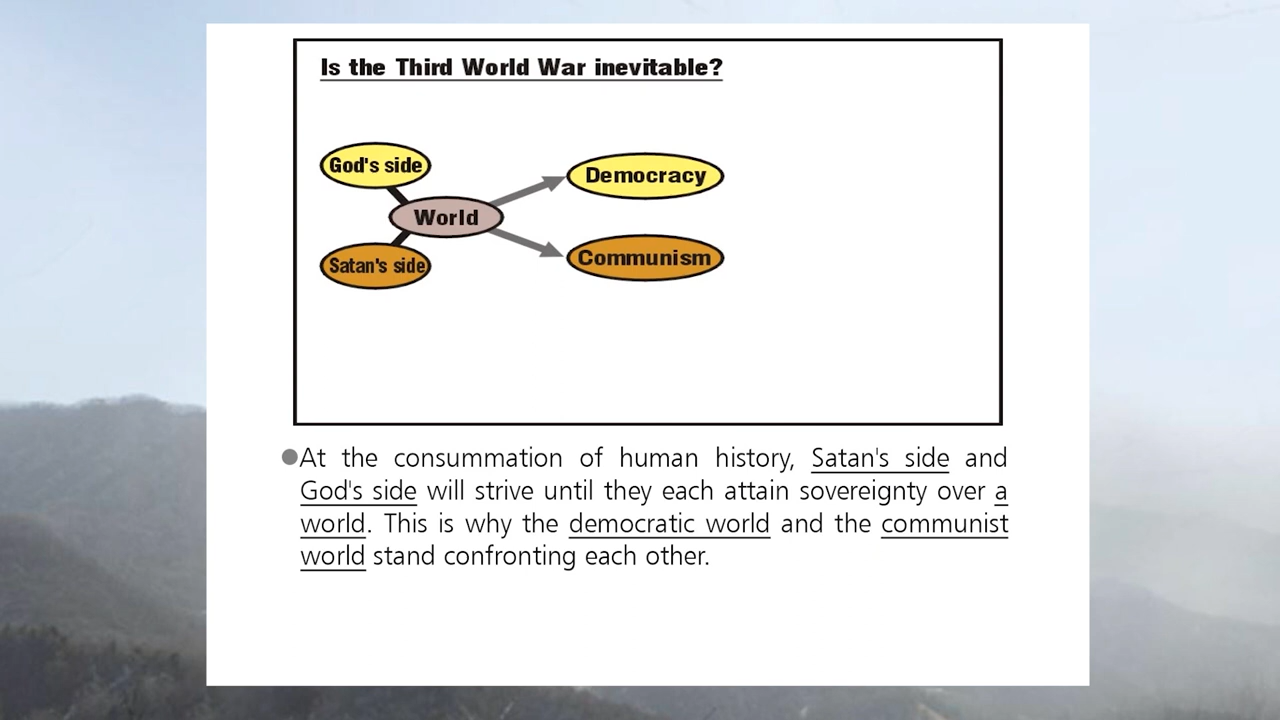 Is the Third World War inevitable?
God's side
Democracy
World
Communism
Satan's side
●At the consummation of human history, Satan's side and
God's side will strive until they each attain sovereignty over a
world. This is why the democratic world and the communist
world stand confronting each other.